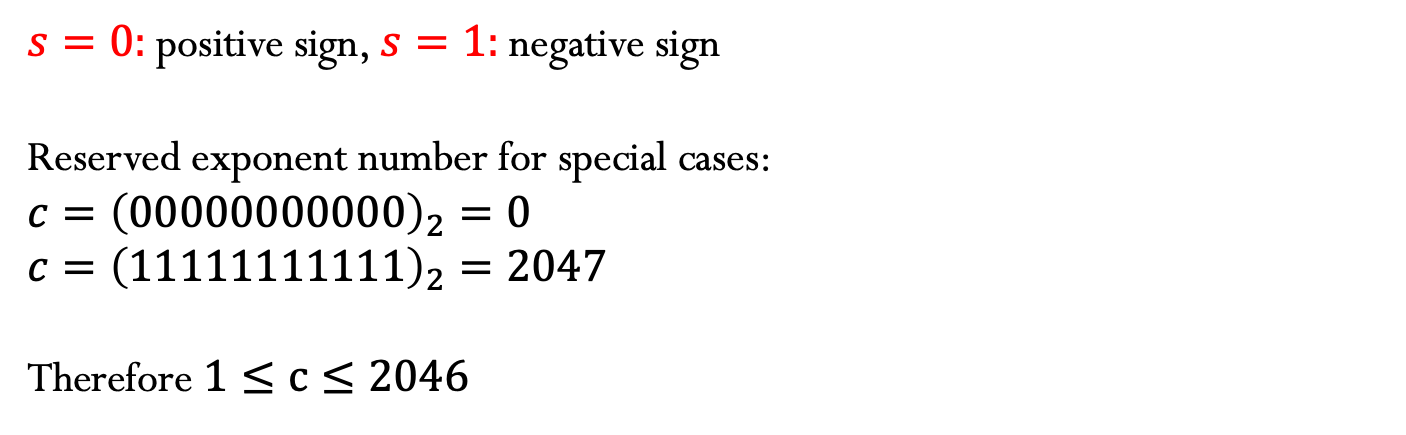 s = 0: positive sign, s = 1: negative sign
Reserved exponent number for special cases:
c = (00000000000)₂ = 0
c = (11111111111)₂ = 2047
Therefore 1 ≤ c ≤ 2046